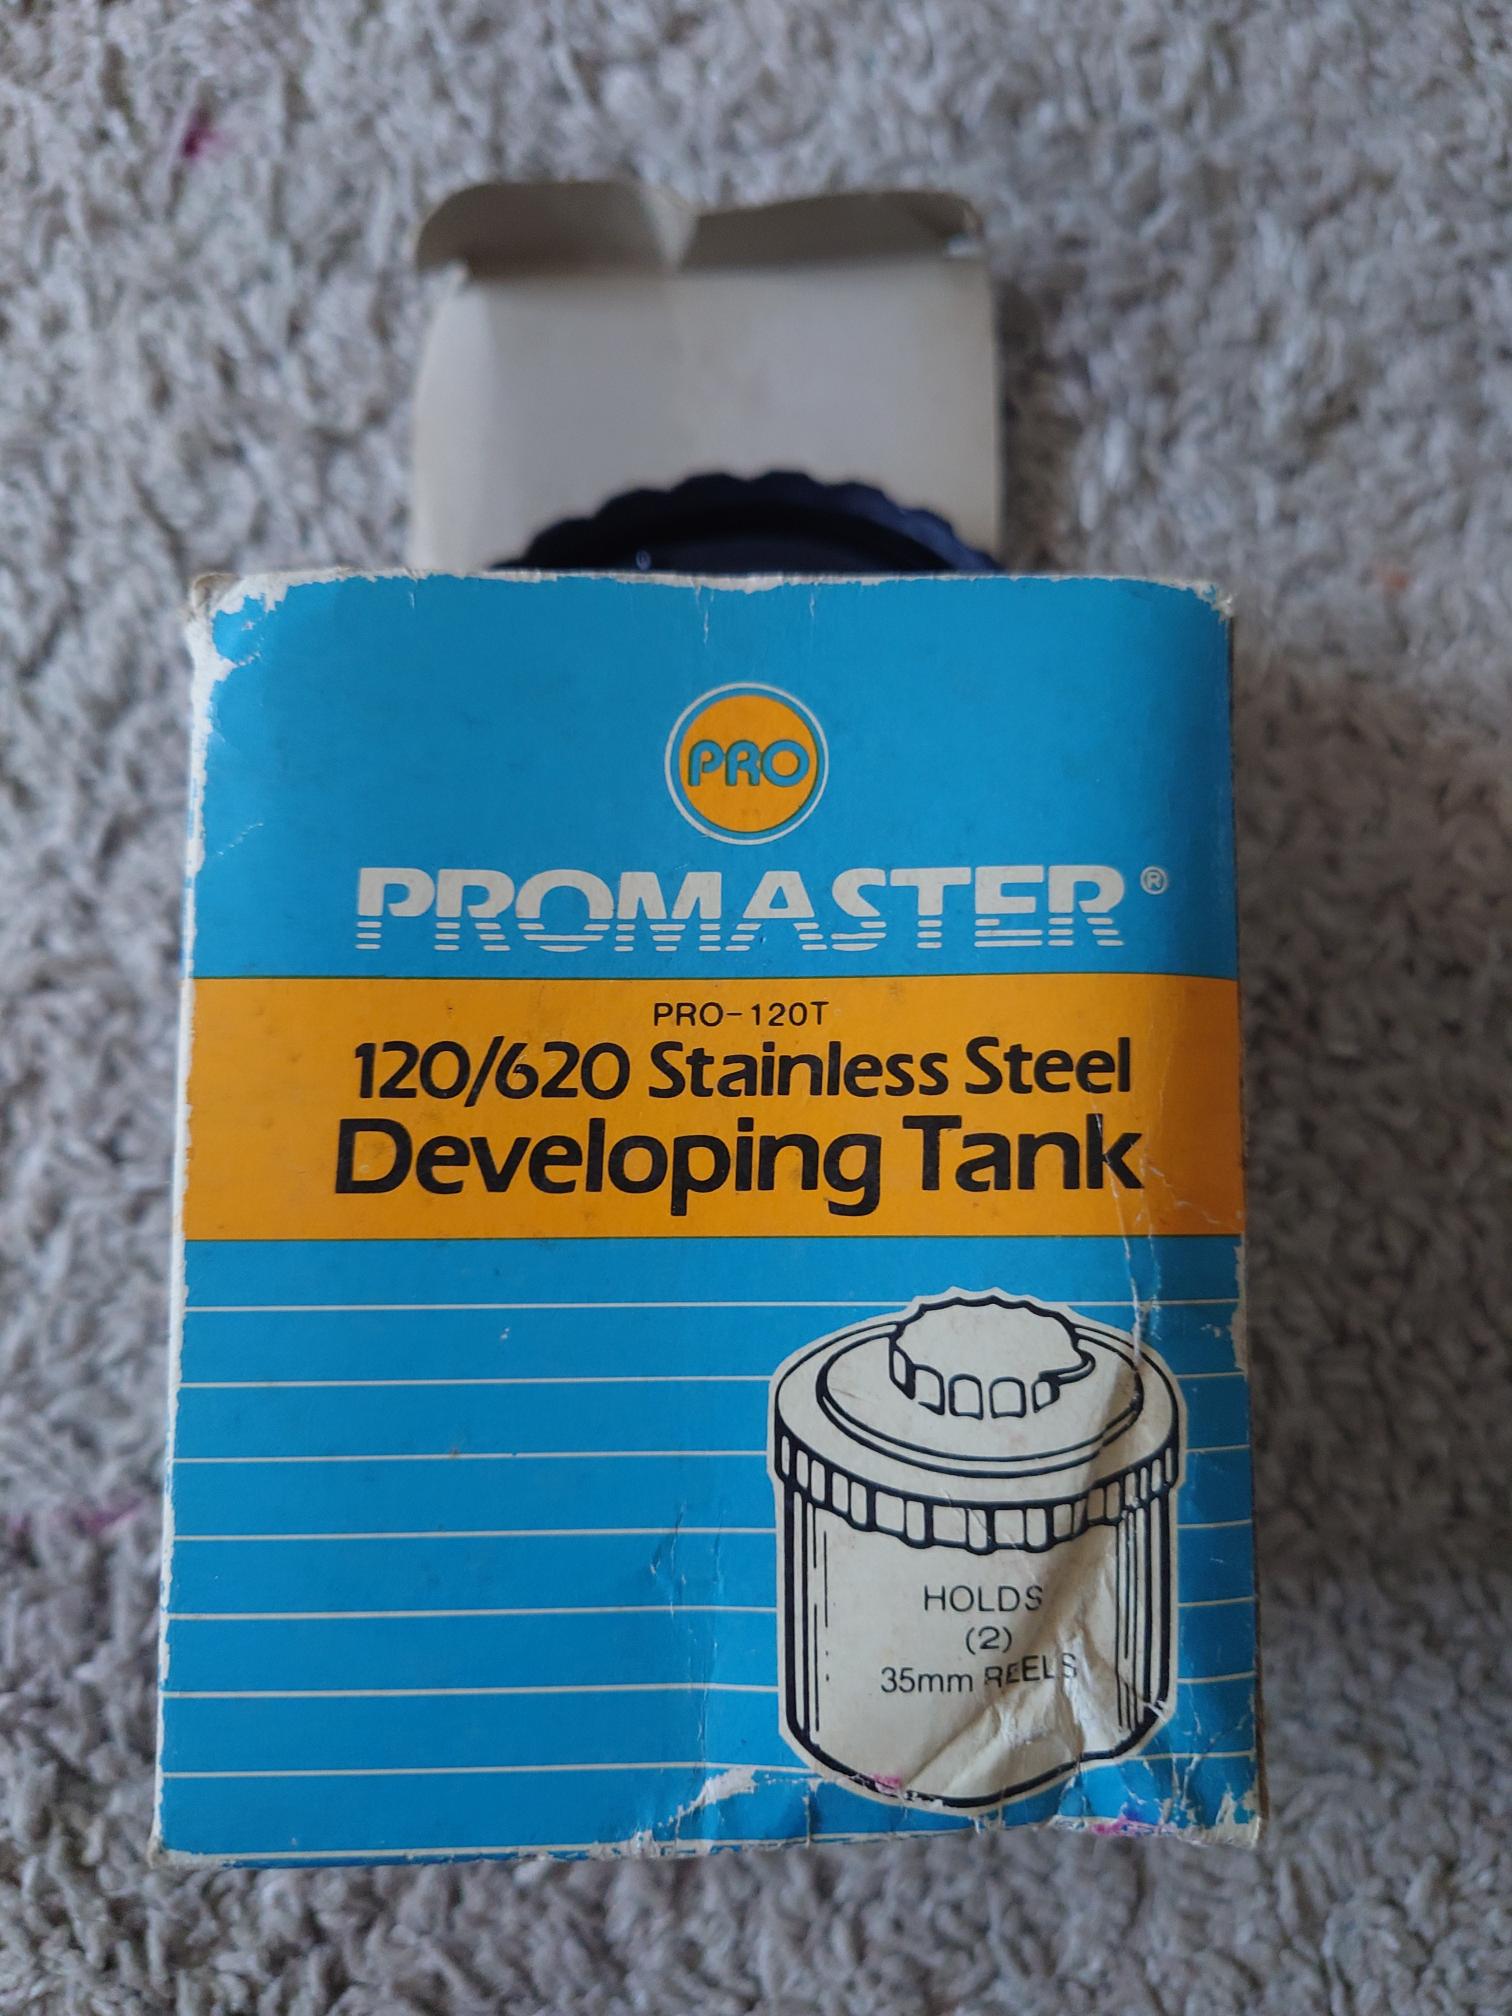 PRO
PROMASTER®
PRO-120T
120/620 Stainless Steel
Developing Tank
HOLDS
(2)
35mm REELS